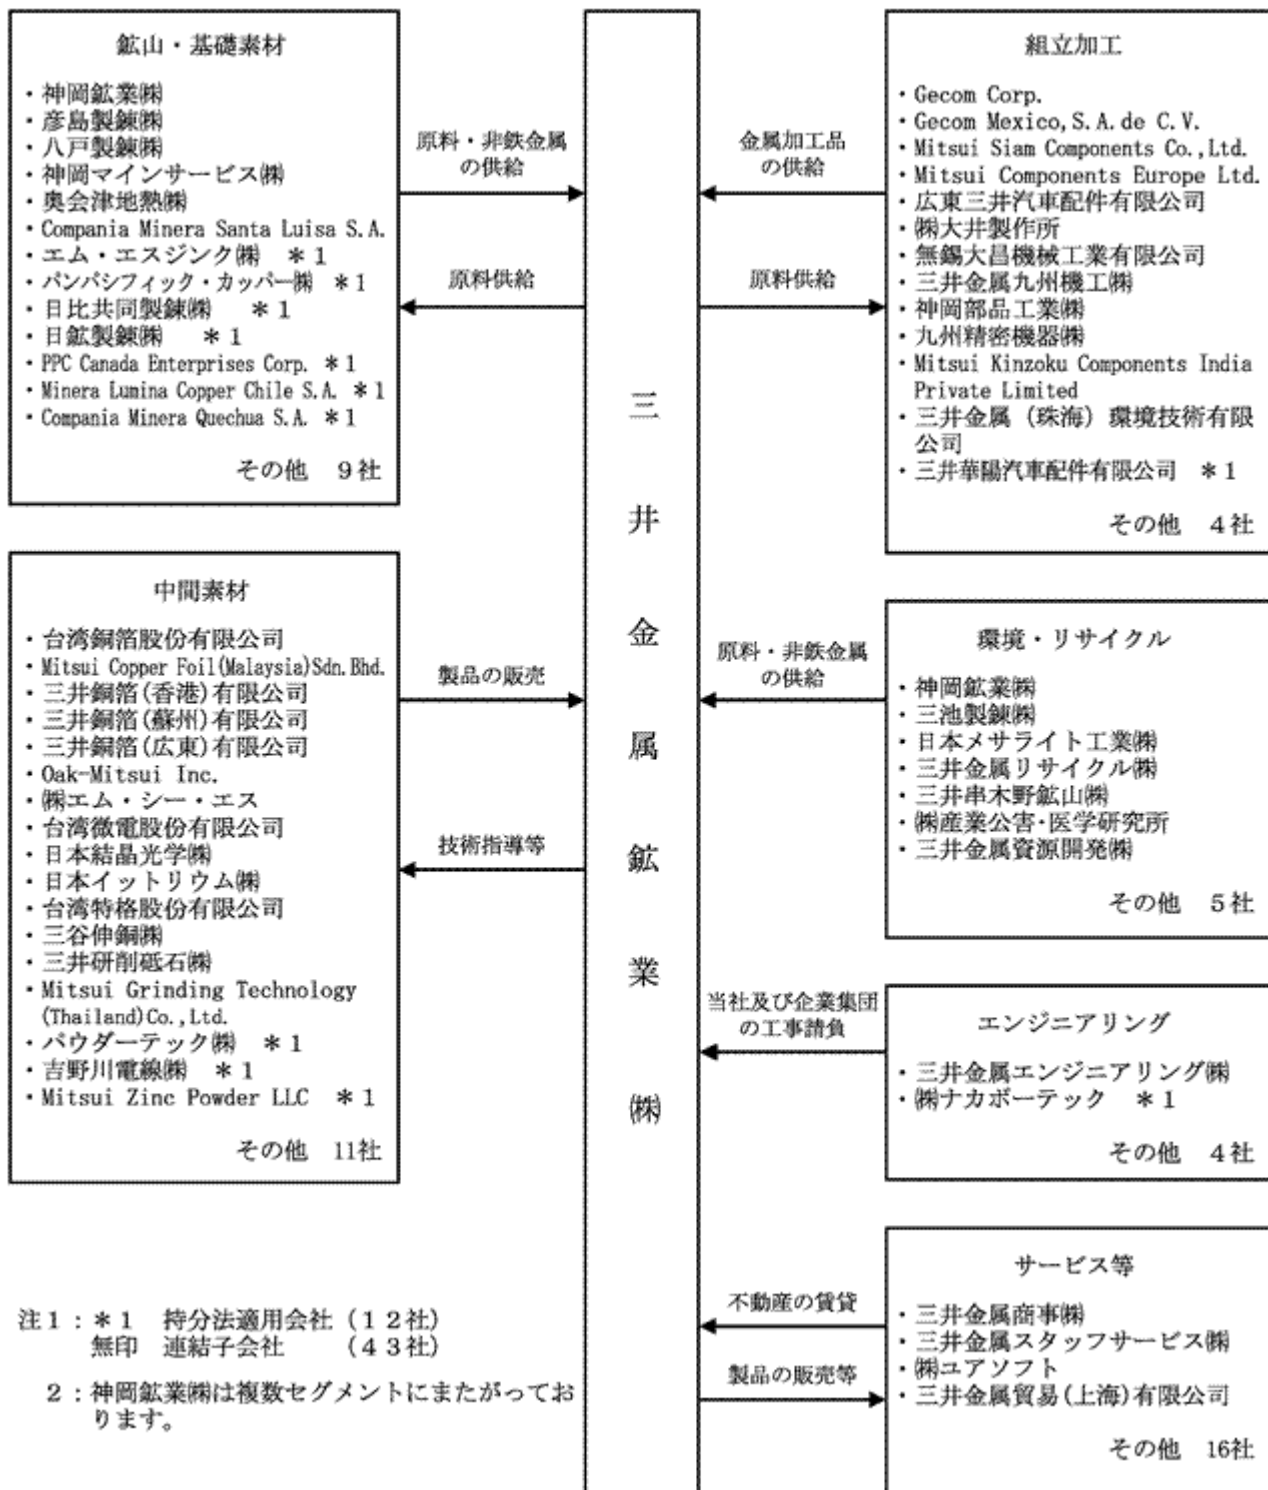 鉱山・基礎素材
・神岡鉱業㈱
・彦島製錬㈱
・八戸製錬㈱
・神岡マインサービス㈱
・奥会津地熱㈱
・Compania Minera Santa Luisa S.A.
・エム・エスジンク㈱ ＊1
・パンパシフィック・カッパー㈱ ＊1
・日比共同製錬㈱ ＊1
・日鉱製錬㈱ ＊1
・PPC Canada Enterprises Corp. ＊1
・Minera Lumina Copper Chile S.A. ＊1
・Compania Minera Quechua S.A. ＊1
その他 9社
原料・非鉄金属
の供給
原料供給
中間素材
・台湾銅箔股份有限公司
・Mitsui Copper Foil(Malaysia)Sdn.Bhd.
・三井銅箔(香港)有限公司
・三井銅箔(蘇州)有限公司
・三井銅箔(広東)有限公司
・Oak-Mitsui Inc.
・㈱エム・シー・エス
・台湾微電股份有限公司
・日本結晶光学㈱
・日本イットリウム㈱
・台湾特格股份有限公司
・三谷伸銅㈱
・三井研削砥石㈱
・Mitsui Grinding Technology
(Thailand)Co.,Ltd.
・パウダーテック㈱ ＊1
・吉野川電線㈱ ＊1
・Mitsui Zinc Powder LLC ＊1
その他 11社
製品の販売
技術指導等
三井金属鉱業㈱
組立加工
・Gecom Corp.
・Gecom Mexico,S.A.de C.V.
・Mitsui Siam Components Co.,Ltd.
・Mitsui Components Europe Ltd.
・広東三井汽車配件有限公司
・㈱大井製作所
・無錫大昌機械工業有限公司
・三井金属九州機工㈱
・神岡部品工業㈱
・九州精密機器㈱
・Mitsui Kinzoku Components India
Private Limited
・三井金属（珠海）環境技術有限
公司
・三井華陽汽車配件有限公司 ＊1
その他 4社
金属加工品
の供給
原料供給
環境・リサイクル
・神岡鉱業㈱
・三池製錬㈱
・日本メサライト工業㈱
・三井金属リサイクル㈱
・三井串木野鉱山㈱
・㈱産業公害・医学研究所
・三井金属資源開発㈱
その他 5社
原料・非鉄金属
の供給
エンジニアリング
・三井金属エンジニアリング㈱
・㈱ナカボーテック ＊1
その他 4社
当社及び企業集団
の工事請負
サービス等
・三井金属商事㈱
・三井金属スタッフサービス㈱
・㈱ユアソフト
・三井金属貿易(上海)有限公司
その他 16社
不動産の賃貸
製品の販売等
注1：＊1 持分法適用会社（12社）
無印 連結子会社 （43社）
2：神岡鉱業㈱は複数セグメントにまたがってお
ります。